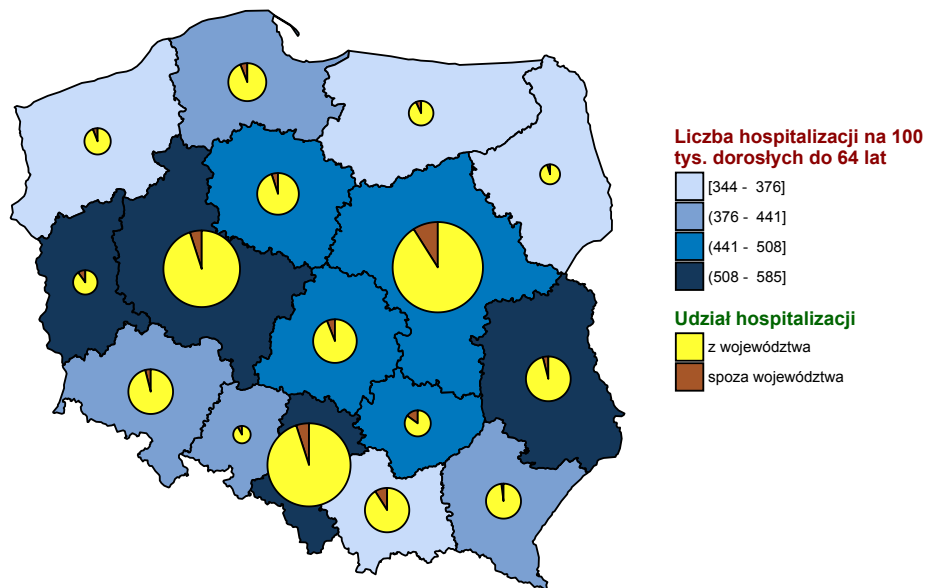 Liczba hospitalizacji na 100
tys. dorosłych do 64 lat
[344 - 376]
(376 - 441]
(441 - 508]
(508 - 585]
Udział hospitalizacji
z województwa
spoza województwa